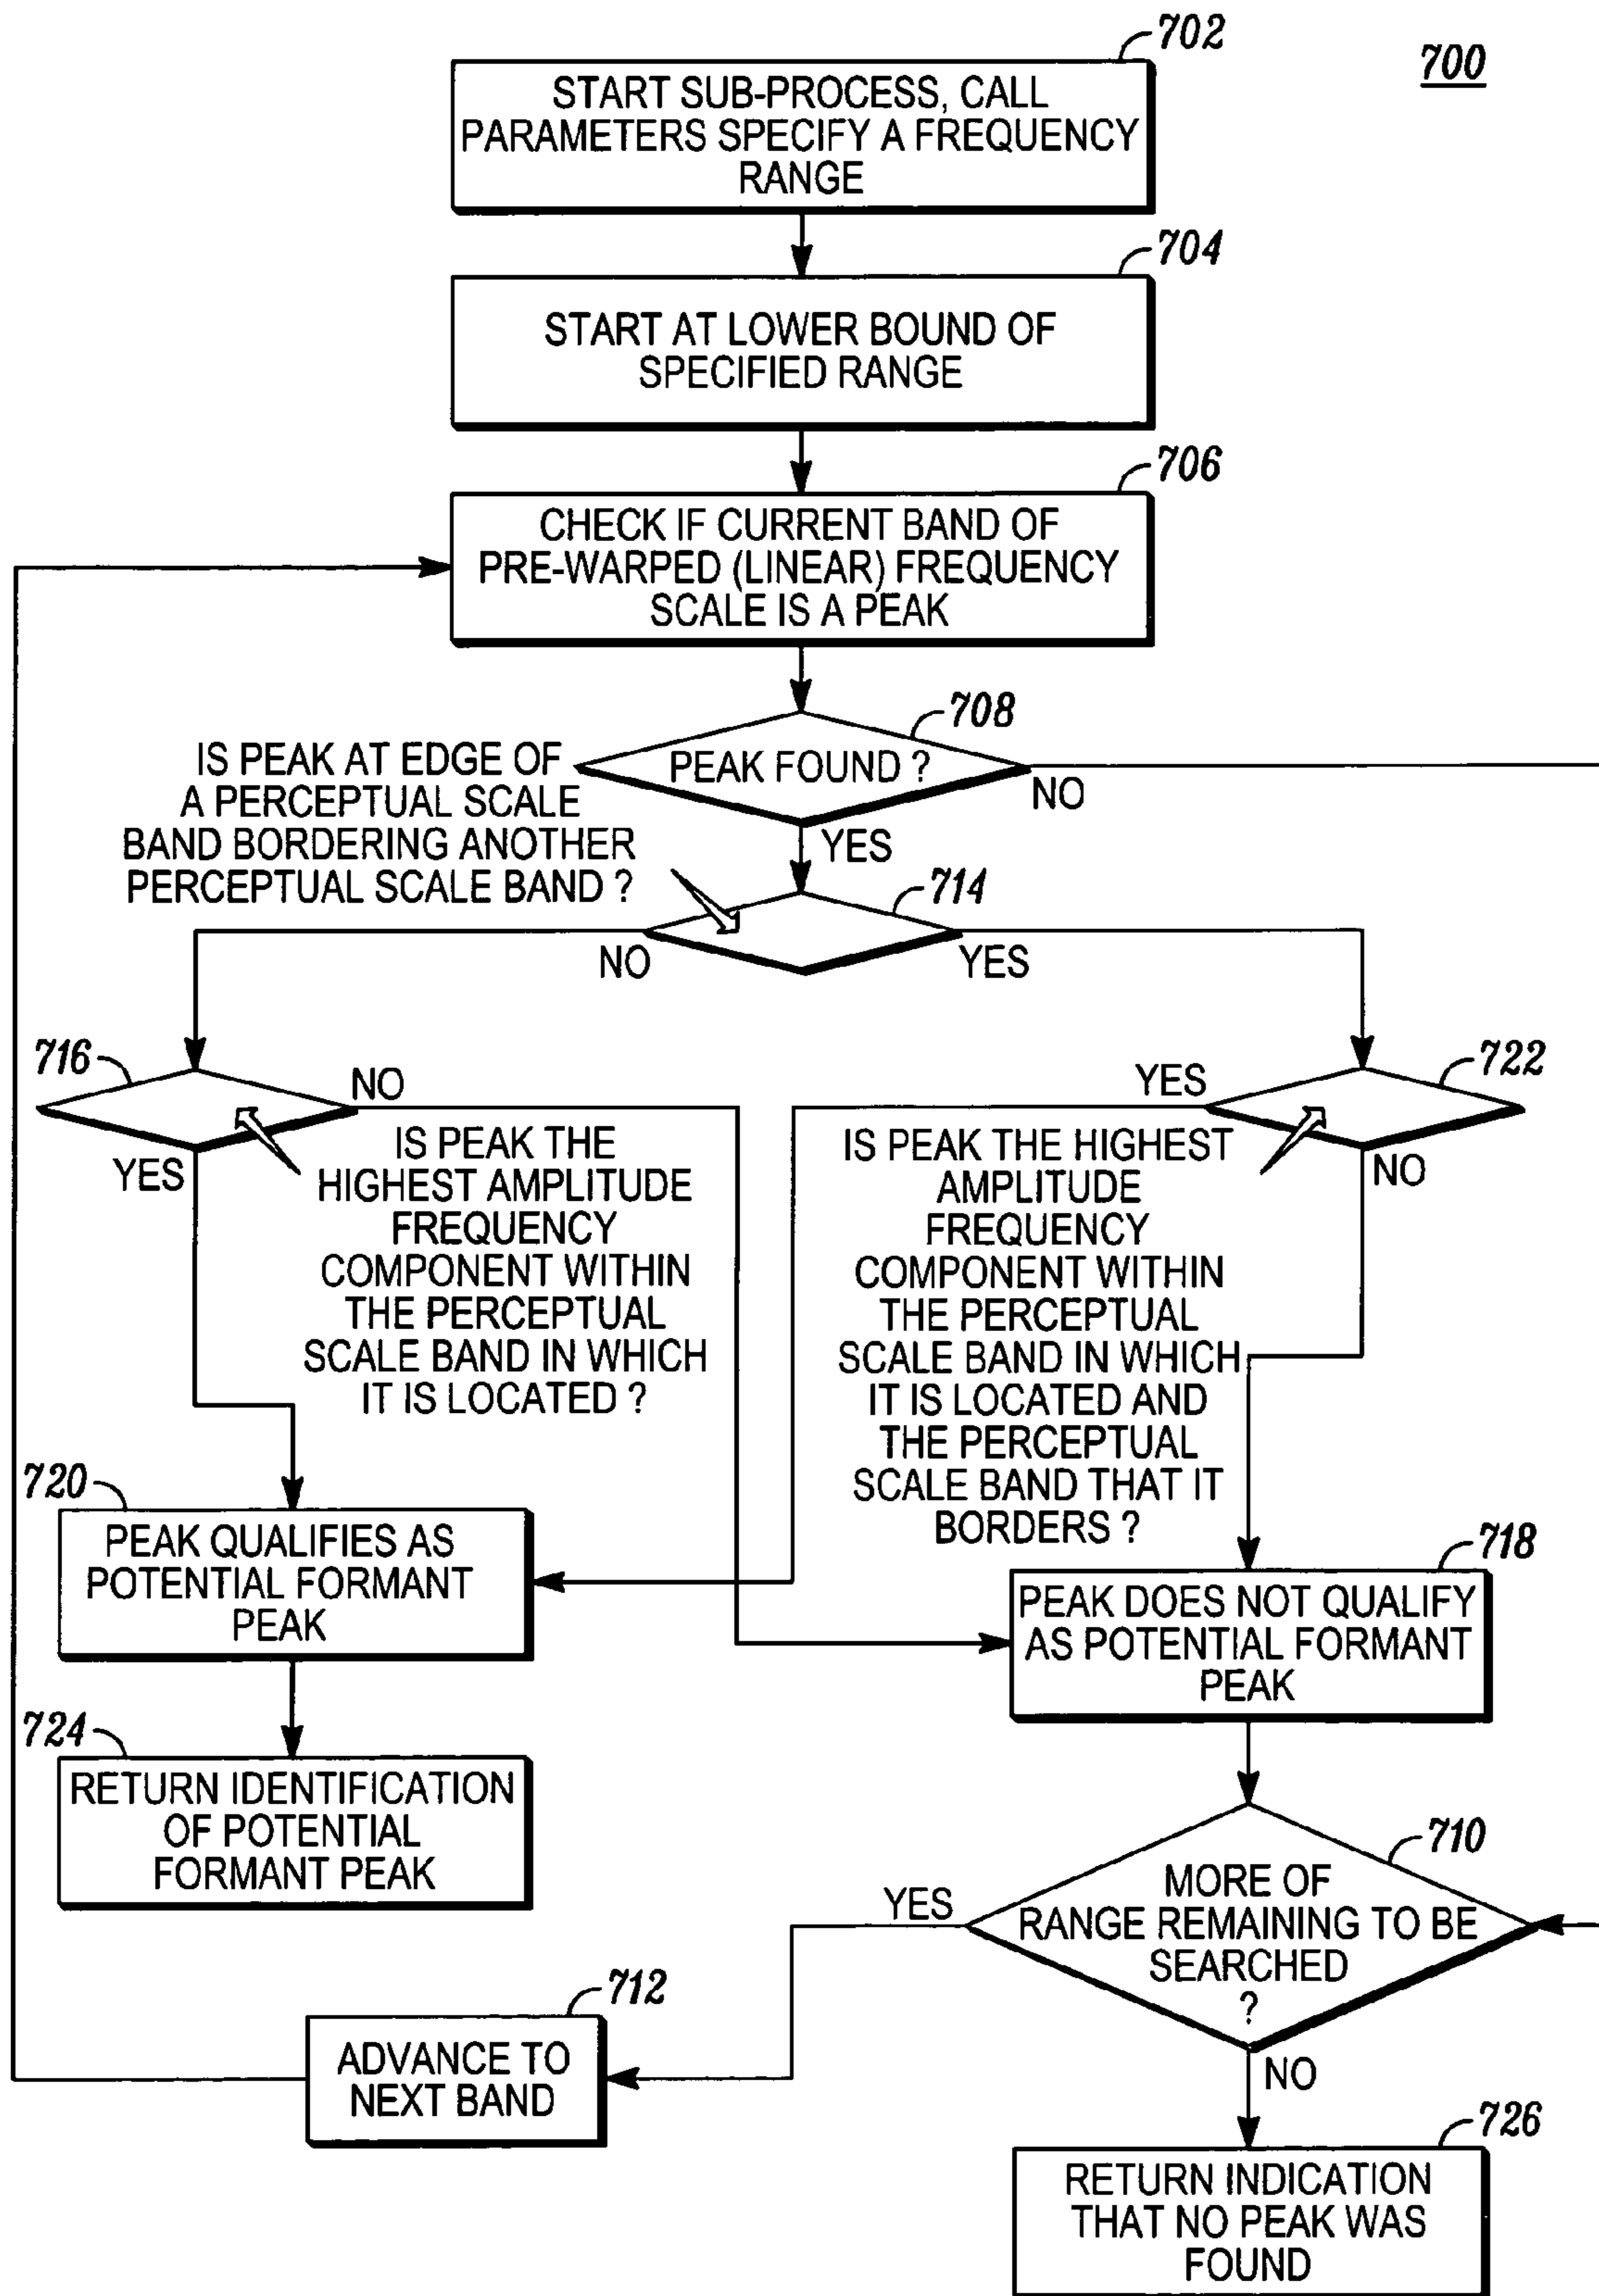 702
700
START SUB-PROCESS, CALL
PARAMETERS SPECIFY A FREQUENCY
RANGE
704
START AT LOWER BOUND OF
SPECIFIED RANGE
706
CHECK IF CURRENT BAND OF
PRE-WARPED (LINEAR) FREQUENCY
SCALE IS A PEAK
708
PEAK FOUND ?
NO
YES
IS PEAK AT EDGE OF
A PERCEPTUAL SCALE
BAND BORDERING ANOTHER
PERCEPTUAL SCALE BAND ?
714
NO
YES
716
NO
YES
IS PEAK THE
HIGHEST AMPLITUDE
FREQUENCY
COMPONENT WITHIN
THE PERCEPTUAL
SCALE BAND IN WHICH
IT IS LOCATED ?
722
YES
NO
IS PEAK THE HIGHEST
AMPLITUDE
FREQUENCY
COMPONENT WITHIN
THE PERCEPTUAL
SCALE BAND IN WHICH
IT IS LOCATED AND
THE PERCEPTUAL
SCALE BAND THAT IT
BORDERS ?
720
PEAK QUALIFIES AS
POTENTIAL FORMANT
PEAK
718
PEAK DOES NOT QUALIFY
AS POTENTIAL FORMANT
PEAK
724
RETURN IDENTIFICATION
OF POTENTIAL
FORMANT PEAK
710
MORE OF
RANGE REMAINING TO BE
SEARCHED
?
YES
NO
712
ADVANCE TO
NEXT BAND
726
RETURN INDICATION
THAT NO PEAK WAS
FOUND